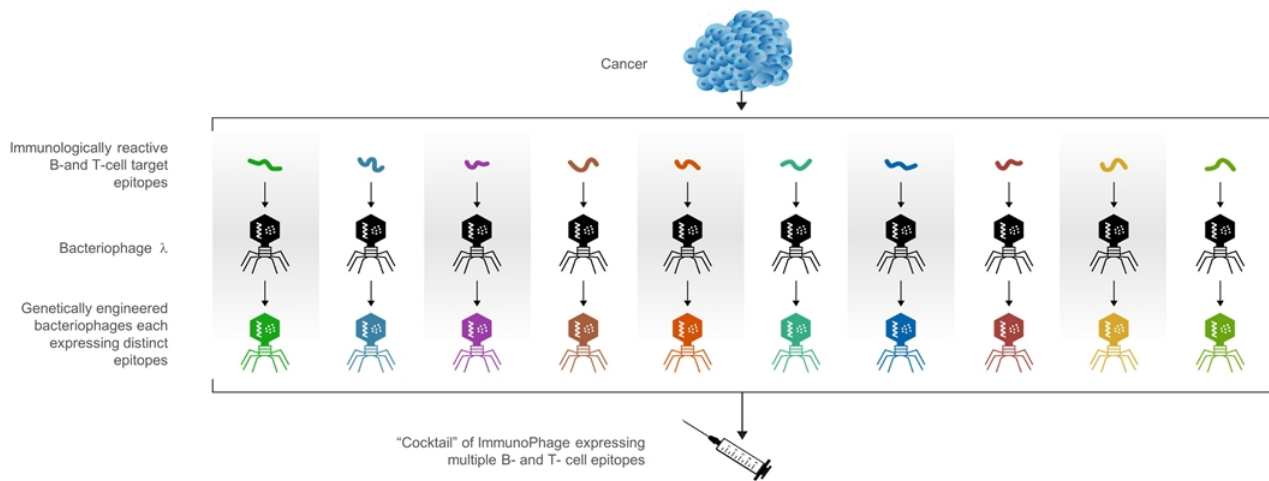 Cancer
Immunologically reactive
B-and T-cell target
epitopes
Bacteriophage λ
Genetically engineered
bacteriophages each
expressing distinct
epitopes
“Cocktail” of ImmunoPhage expressing
multiple B- and T- cell epitopes